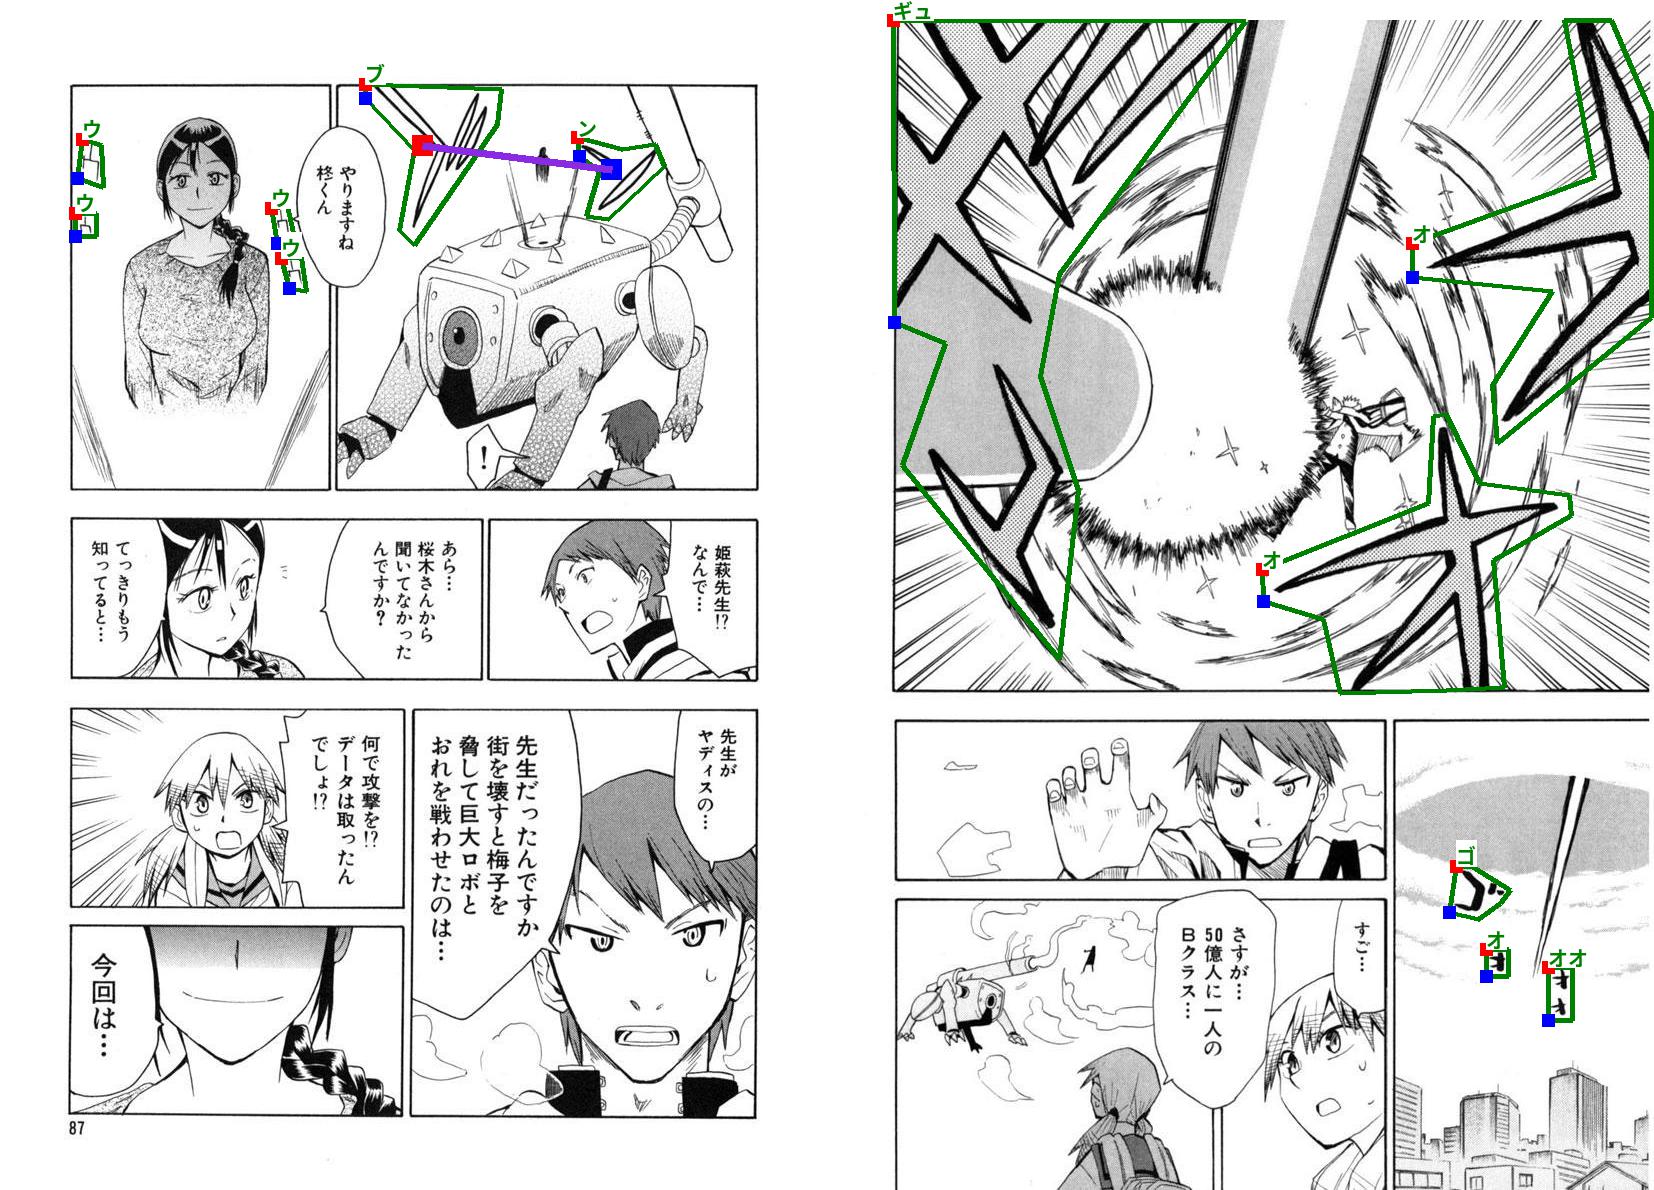 ギュ
オ
オ
ゴ
オ
オオ
すご…
さすが…
50億人に一人の
Bクラス…
ブ
ン
!
やりますね
柊くん
ウ
ウ
ウ
ウ
姫萩先生!?
なんで…
あら…
桜木さんから
聞いてなかった
んですか?
てっきりもう
知ってると…
先生が
ヤディスの…
先生だったんですか
街を壊すと梅子を
脅して巨大ロボと
おれを戦わせたのは…
何で攻撃を!?
データは取ったん
でしょ!?
今回は…
87